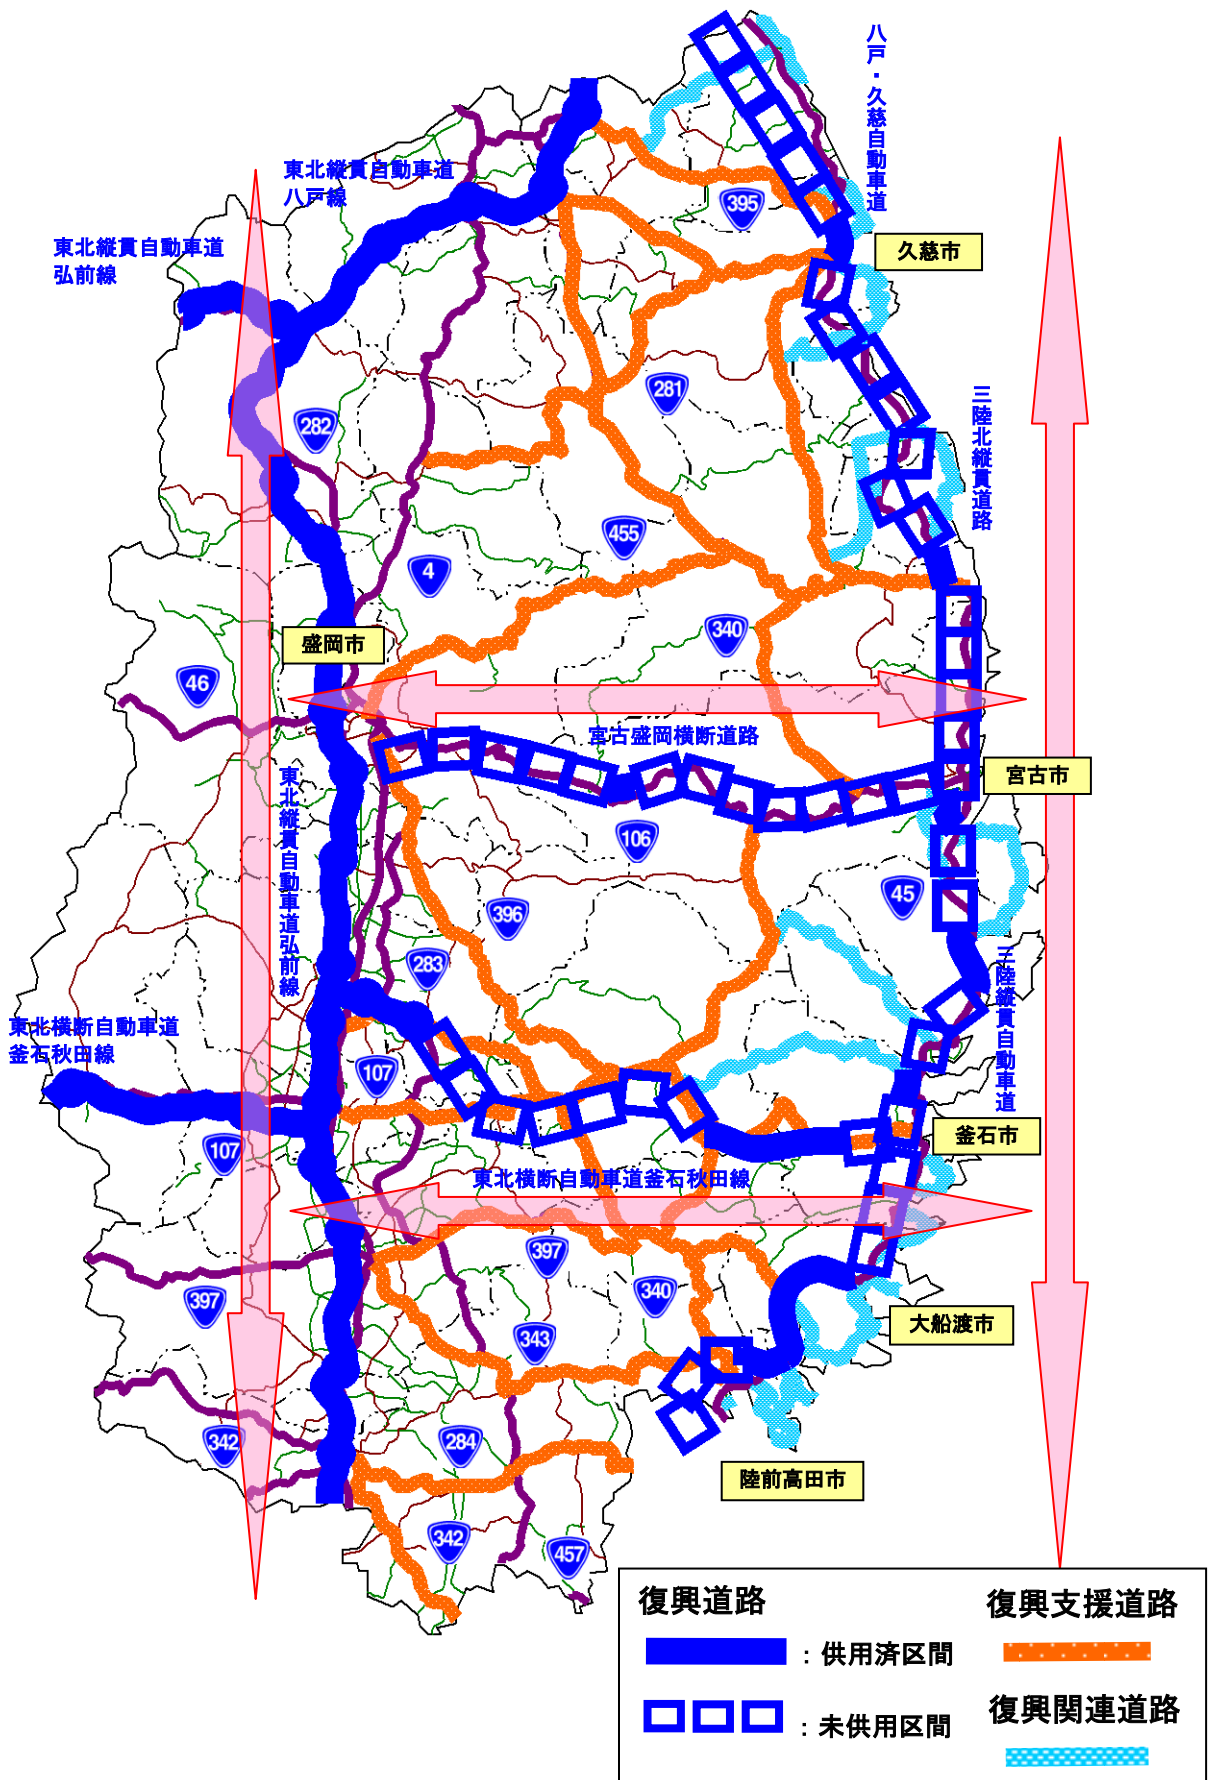 八戸・久慈自動車道
東北縦貫自動車道
八戸線
395
東北縦貫自動車道
弘前線
久慈市
281
282
三陸北縦貫道路
455
4
340
盛岡市
46
宮古盛岡横断道路
宮古市
東北縦貫自動車道弘前線
106
45
396
283
三陸縦貫自動車道
東北横断自動車道
釜石秋田線
107
107
釜石市
東北横断自動車道釜石秋田線
397
397
340
343
大船渡市
342
284
陸前高田市
342
457
復興道路
：供用済区間
：未供用区間
復興支援道路
復興関連道路